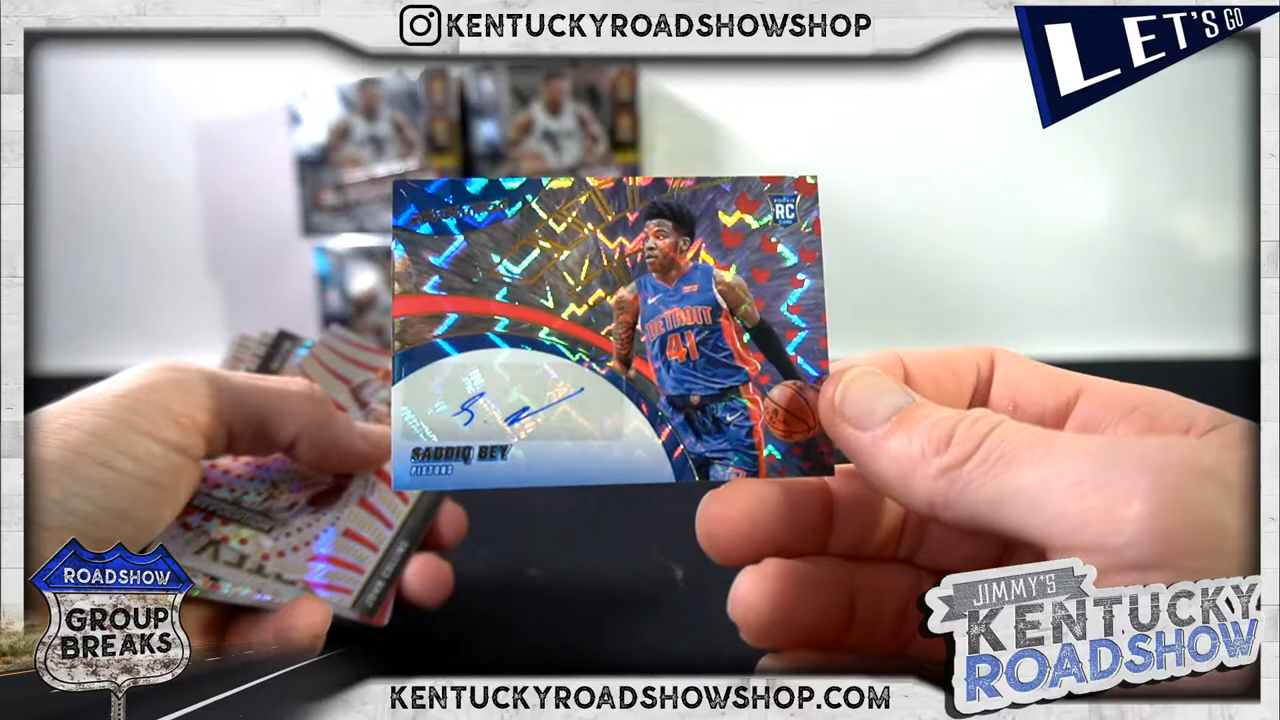 KENTUCKYROADSHOWSHOP
LET'S GO
RC
DETROIT
41
SADDIQ BEY
PISTONS
ROADSHOW
GROUP
BREAKS
JIMMY'S
KENTUCKY
ROADSHOW
KENTUCKYROADSHOWSHOP.COM